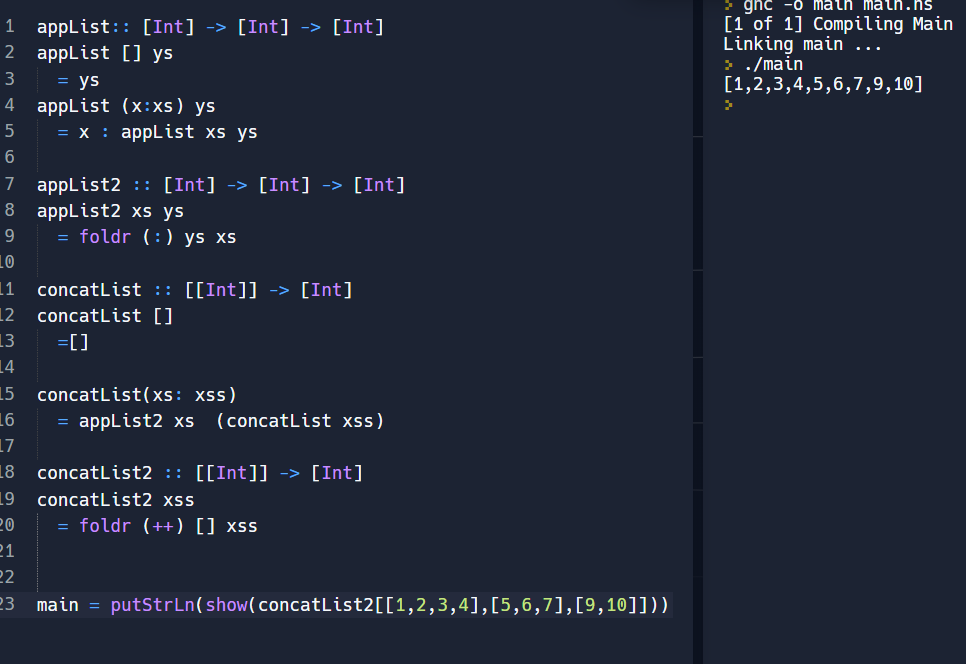 1 appList:: [Int] -> [Int] -> [Int]
2 appList [] ys
3 = ys
4 appList (x:xs) ys
5 = x : appList xs ys
6
7 appList2 :: [Int] -> [Int] -> [Int]
8 appList2 xs ys
9 = foldr (:) ys xs
10
11 concatList :: [[Int]] -> [Int]
12 concatList []
13 =[]
14
15 concatList(xs: xss)
16 = appList2 xs  (concatList xss)
17
18 concatList2 :: [[Int]] -> [Int]
19 concatList2 xss
20 = foldr (++) [] xss
21
22
23 main = putStrLn(show(concatList2[[1,2,3,4],[5,6,7],[9,10]]))
> ghc -o main main.hs
[1 of 1] Compiling Main
Linking main ...
> ./main
[1,2,3,4,5,6,7,9,10]
>